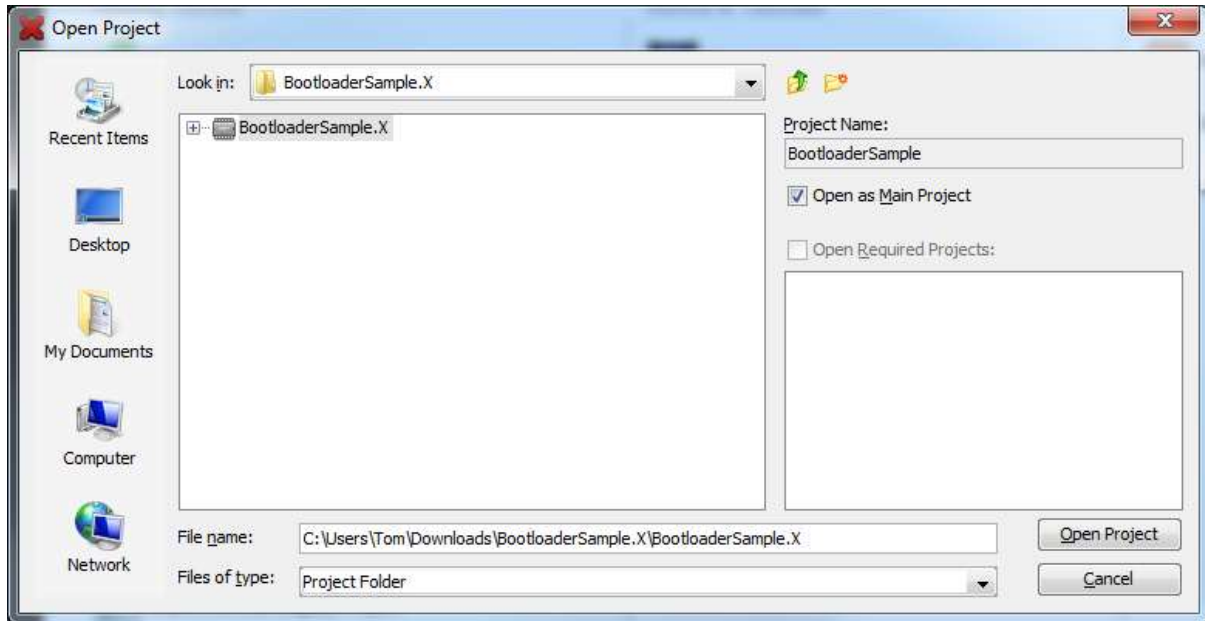 Open Project
Look in: BootloaderSample.X
Recent Items
Desktop
My Documents
Computer
Network
BootloaderSample.X
Project Name:
BootloaderSample
Open as Main Project
Open Required Projects:
File name: C:\Users\Tom\Downloads\BootloaderSample.X\BootloaderSample.X
Open Project
Files of type: Project Folder
Cancel